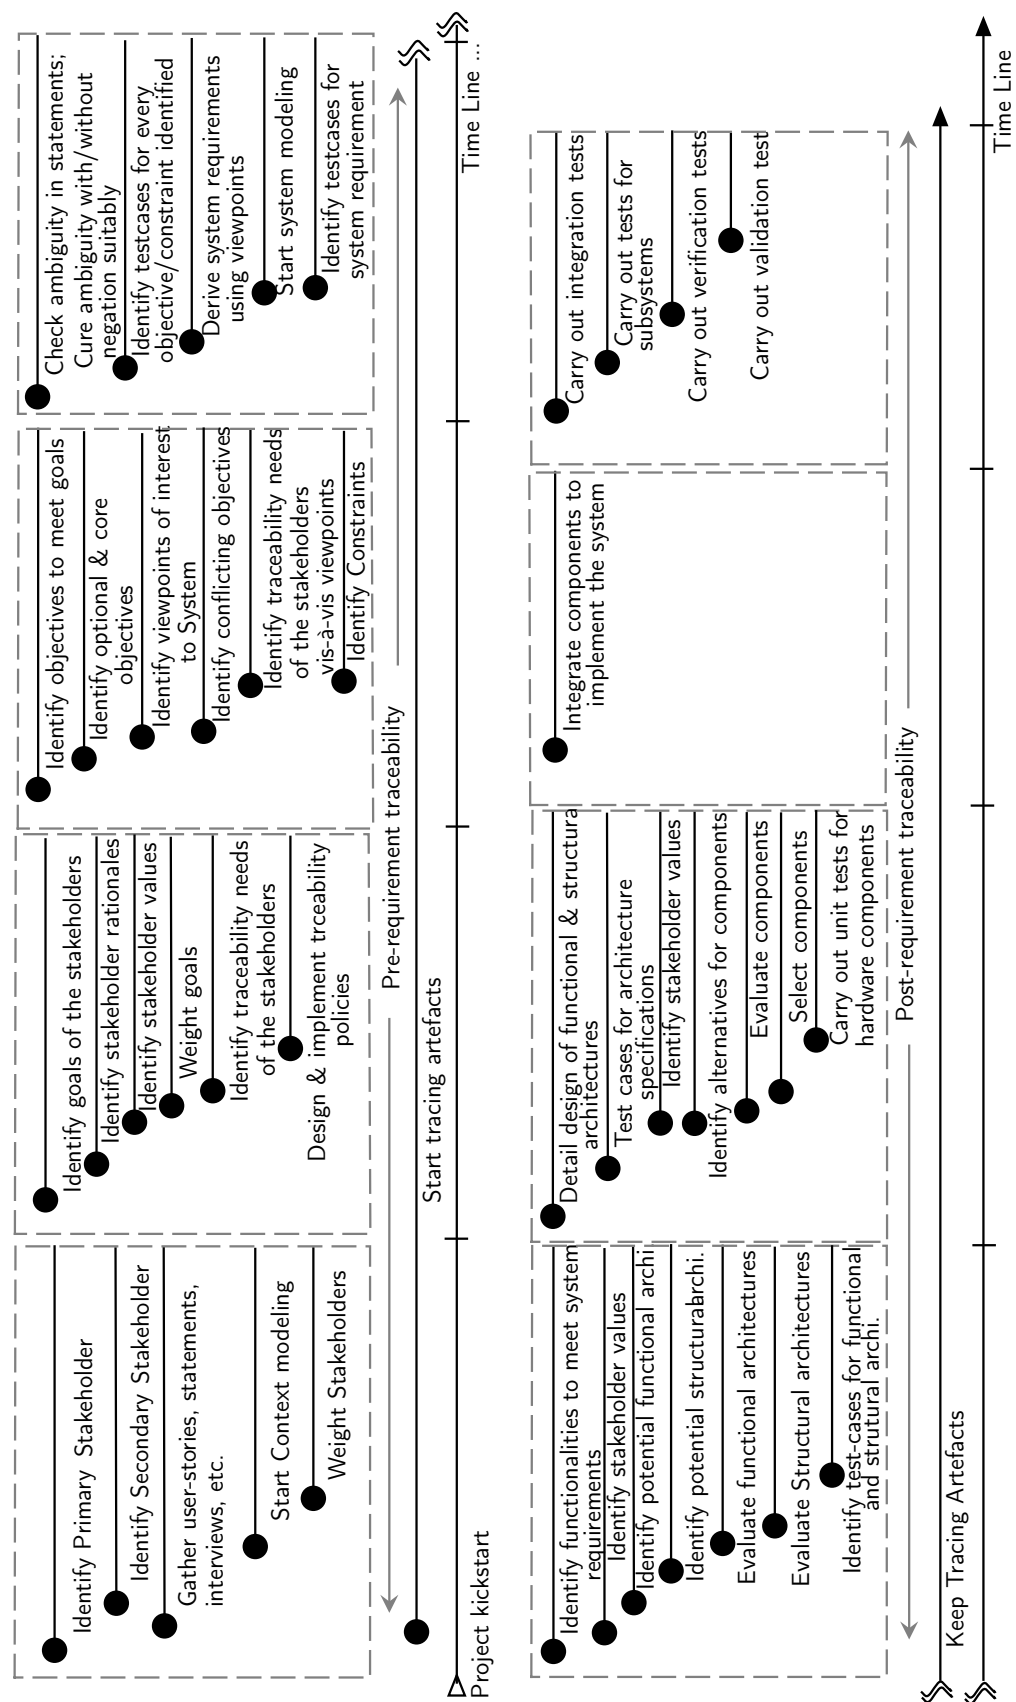 Identify Primary Stakeholder
Identify Secondary Stakeholder
Gather user-stories, statements,
interviews, etc.
Start Context modeling
Weight Stakeholders
Identify goals of the stakeholders
Identify stakeholder rationales
Identify stakeholder values
Weight goals
Identify traceability needs
of the stakeholders
Design & implement trceability
policies
Identify objectives to meet goals
Identify optional & core
objectives
Identify viewpoints of interest
to System
Identify conflicting objectives
Identify traceability needs
of the stakeholders
vis-à-vis viewpoints
Identify Constraints
Check ambiguity in statements;
Cure ambiguity with/without
negation suitably
Identify testcases for every
objective/constraint identified
Derive system requirements
using viewpoints
Start system modeling
Identify testcases for
system requirement
Pre-requirement traceability
Start tracing artefacts
Project kickstart
Time Line ...
Identify functionalities to meet system
requirements
Identify stakeholder values
Identify potential functional archi
Identify potential structuralarchi.
Evaluate functional architectures
Evaluate Structural architectures
Identify test-cases for functional
and strutural archi.
Detail design of functional & structura
architectures
Test cases for architecture
specifications
Identify stakeholder values
Identify alternatives for components
Evaluate components
Select components
Carry out unit tests for
hardware components
Integrate components to
implement the system
Carry out integration tests
Carry out tests for
subsystems
Carry out verification tests
Carry out validation test
Post-requirement traceability
Keep Tracing Artefacts
Time Line